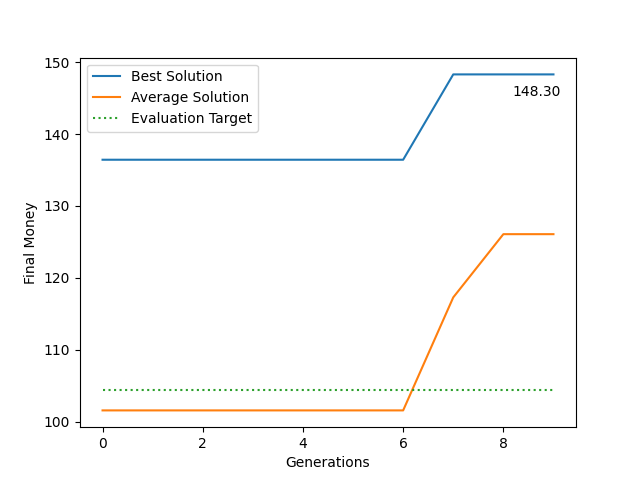 150
140
130
120
110
100
Final Money
Best Solution
Average Solution
Evaluation Target
148.30
0
2
4
6
8
Generations